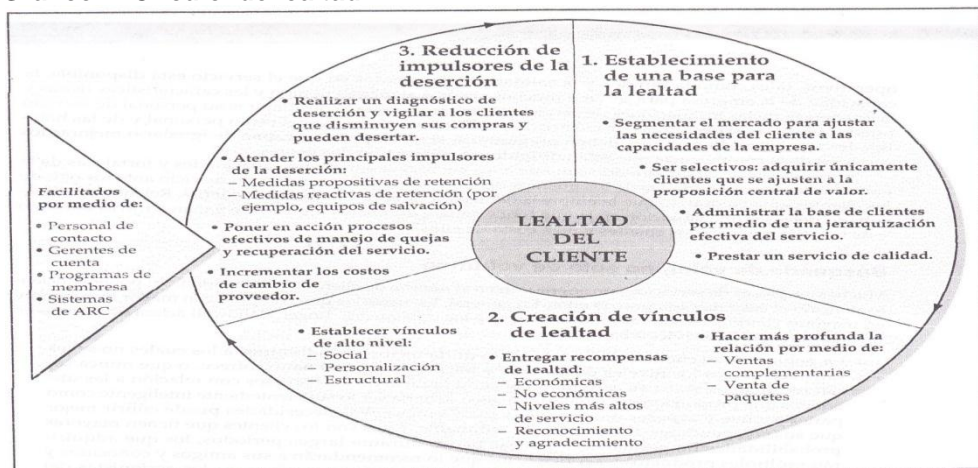 3. Reducción de
impulsores de la
deserción
• Realizar un diagnóstico de
deserción y vigilar a los clientes
que disminuyen sus compras y
pueden desertar.
• Atender los principales impulsores
de la deserción:
– Medidas propositivas de retención
– Medidas reactivas de retención (por
ejemplo, equipos de salvación)
• Poner en acción procesos
efectivos de manejo de quejas
y recuperación del servicio.
• Incrementar los costos
de cambio de
proveedor.
1. Establecimiento
de una base para
la lealtad
• Segmentar el mercado para ajustar
las necesidades del cliente a las
capacidades de la empresa.
• Ser selectivos: adquirir únicamente
clientes que se ajusten a la
proposición central de valor.
• Administrar la base de clientes
por medio de una jerarquización
efectiva del servicio.
• Prestar un servicio de calidad.
Facilitados
por medio de:
• Personal de
contacto
• Gerentes de
cuenta
• Programas de
membresa
• Sistemas
de ARC
LEALTAD
DEL
CLIENTE
2. Creación de vínculos
de lealtad
• Establecer vínculos
de alto nivel:
– Social
– Personalización
– Estructural
• Entregar recompensas
de lealtad:
– Económicas
– No económicas
– Niveles más altos
de servicio
– Reconocimiento
y agradecimiento
• Hacer más profunda la
relación por medio de:
– Ventas
complementarias
– Venta de
paquetes